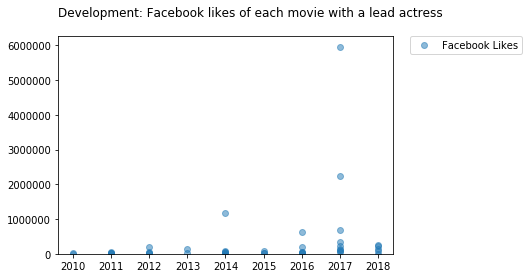 Development: Facebook likes of each movie with a lead actress
Facebook Likes
6000000
5000000
4000000
3000000
2000000
1000000
0
2010 2011 2012 2013 2014 2015 2016 2017 2018